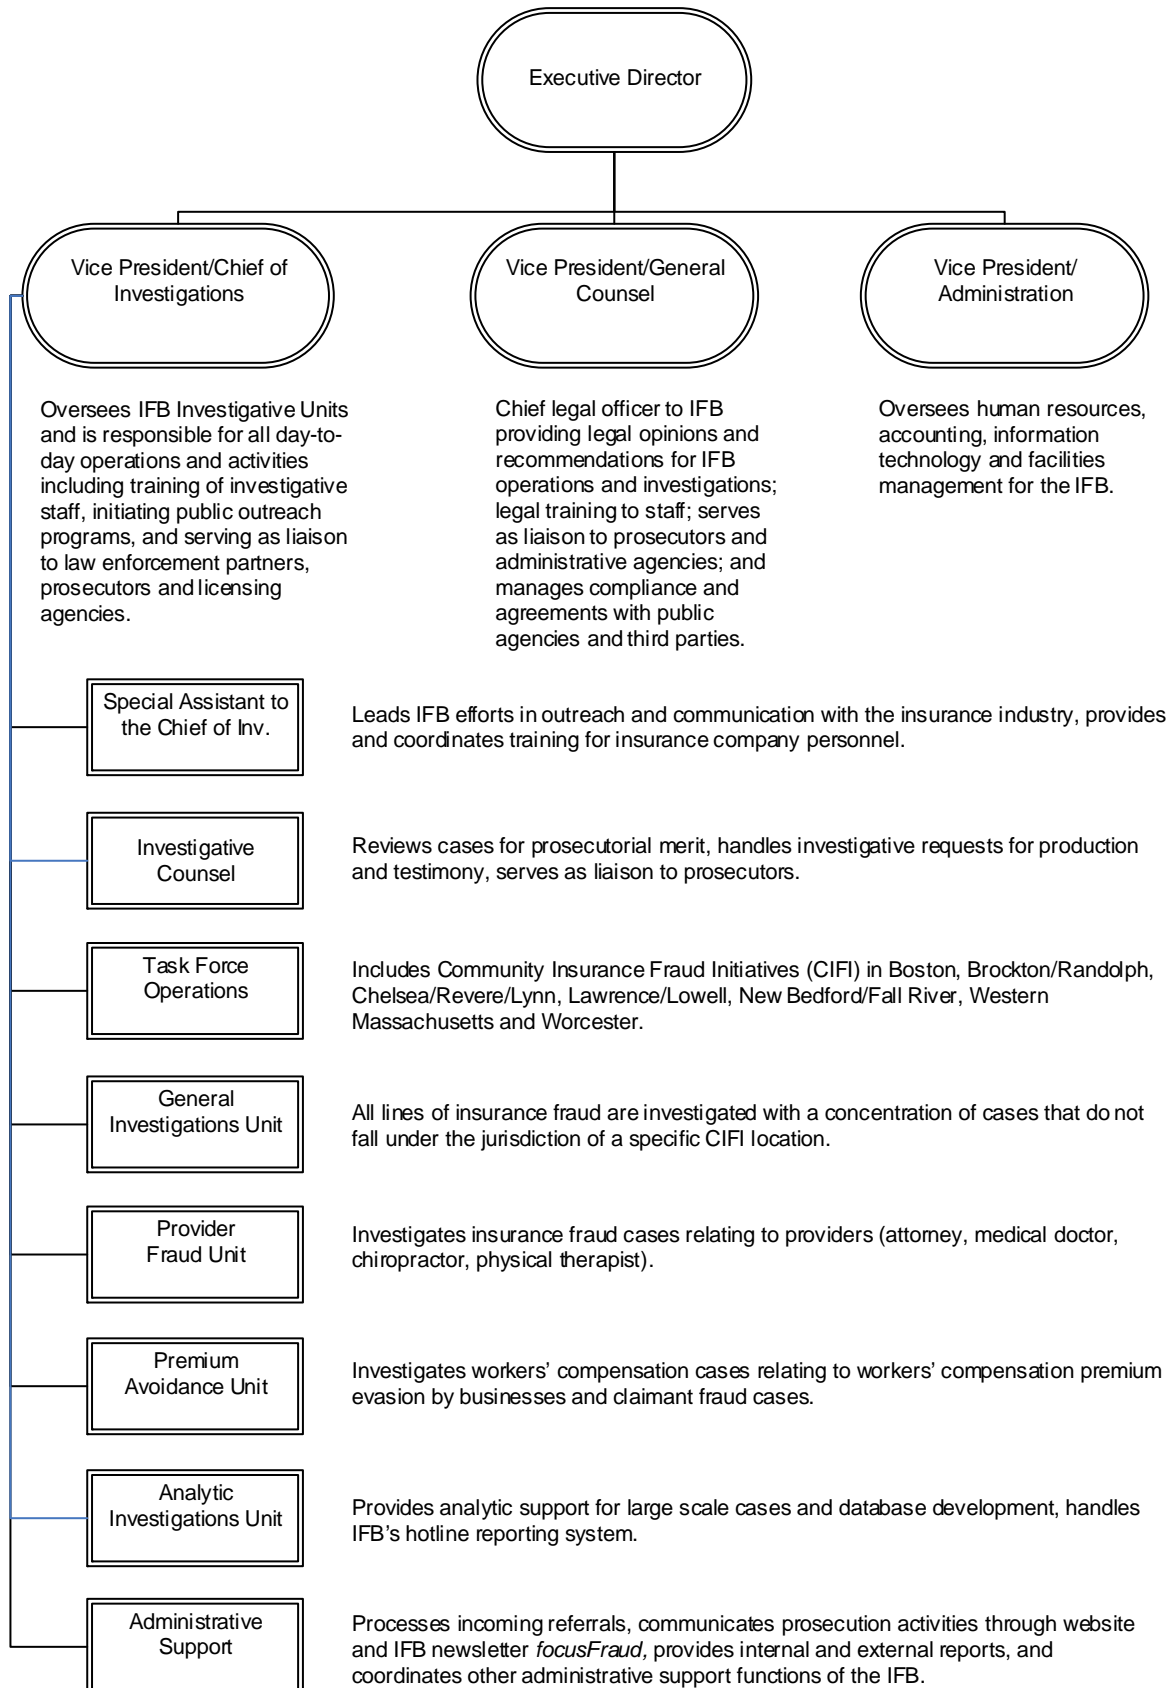 Executive Director
Vice President/Chief of
Investigations
Vice President/General
Counsel
Vice President/
Administration
Oversees IFB Investigative Units
and is responsible for all day-to-
day operations and activities
including training of investigative
staff, initiating public outreach
programs, and serving as liaison
to law enforcement partners,
prosecutors and licensing
agencies.
Chief legal officer to IFB
providing legal opinions and
recommendations for IFB
operations and investigations;
legal training to staff; serves
as liaison to prosecutors and
administrative agencies; and
manages compliance and
agreements with public
agencies and third parties.
Oversees human resources,
accounting, information
technology and facilities
management for the IFB.
Special Assistant to
the Chief of Inv.
Leads IFB efforts in outreach and communication with the insurance industry, provides
and coordinates training for insurance company personnel.
Investigative
Counsel
Reviews cases for prosecutorial merit, handles investigative requests for production
and testimony, serves as liaison to prosecutors.
Task Force
Operations
Includes Community Insurance Fraud Initiatives (CIFI) in Boston, Brockton/Randolph,
Chelsea/Revere/Lynn, Lawrence/Lowell, New Bedford/Fall River, Western
Massachusetts and Worcester.
General
Investigations Unit
All lines of insurance fraud are investigated with a concentration of cases that do not
fall under the jurisdiction of a specific CIFI location.
Provider
Fraud Unit
Investigates insurance fraud cases relating to providers (attorney, medical doctor,
chiropractor, physical therapist).
Premium
Avoidance Unit
Investigates workers’ compensation cases relating to workers’ compensation premium
evasion by businesses and claimant fraud cases.
Analytic
Investigations Unit
Provides analytic support for large scale cases and database development, handles
IFB’s hotline reporting system.
Administrative
Support
Processes incoming referrals, communicates prosecution activities through website
and IFB newsletter focusFraud, provides internal and external reports, and
coordinates other administrative support functions of the IFB.